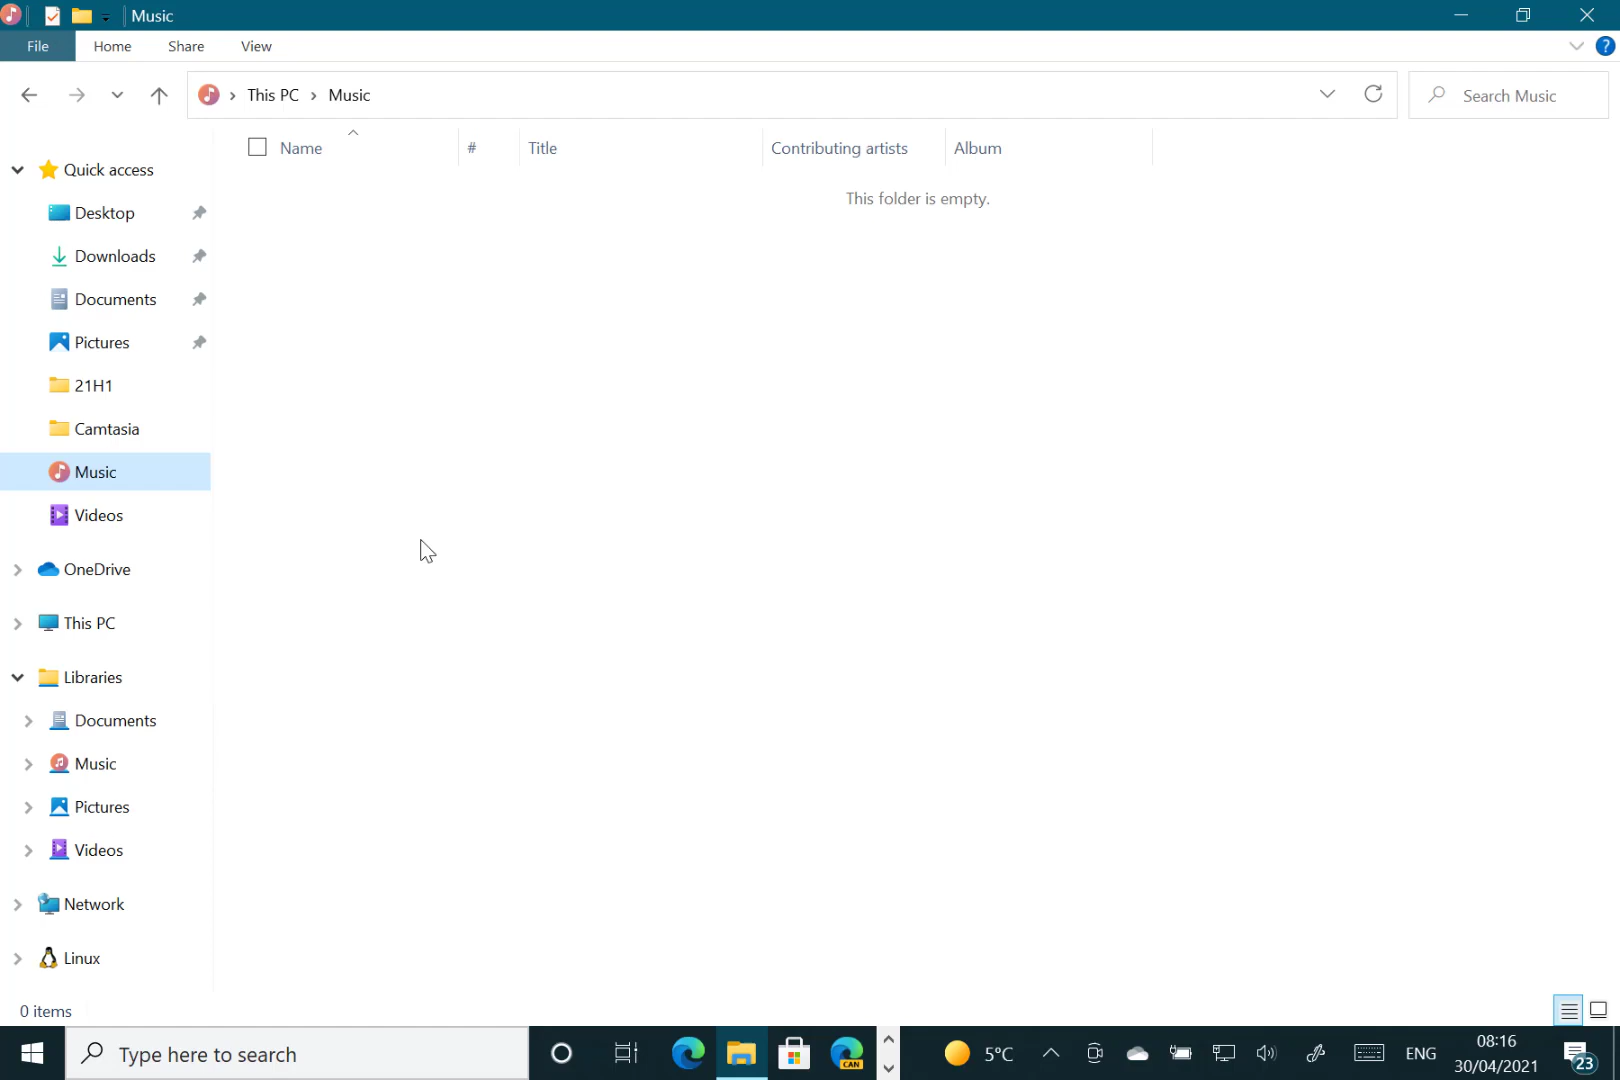 Music
File Home Share View
?
This PC Music
Search Music
Name # Title Contributing artists Album
This folder is empty.
Quick access
Desktop
Downloads
Documents
Pictures
21H1
Camtasia
Music
Videos
OneDrive
This PC
Libraries
Documents
Music
Pictures
Videos
Network
Linux
0 items
Type here to search
CAN
5°C
ENG
08:16
30/04/2021
23